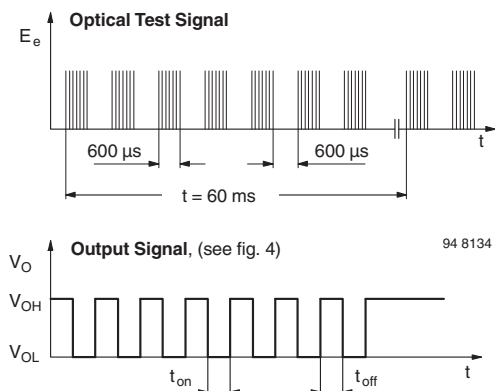 Optical Test Signal
E_e
t
600 µs
600 µs
t = 60 ms
Output Signal, (see fig. 4)
94 8134
V_O
V_OH
V_OL
t_on
t_off
t